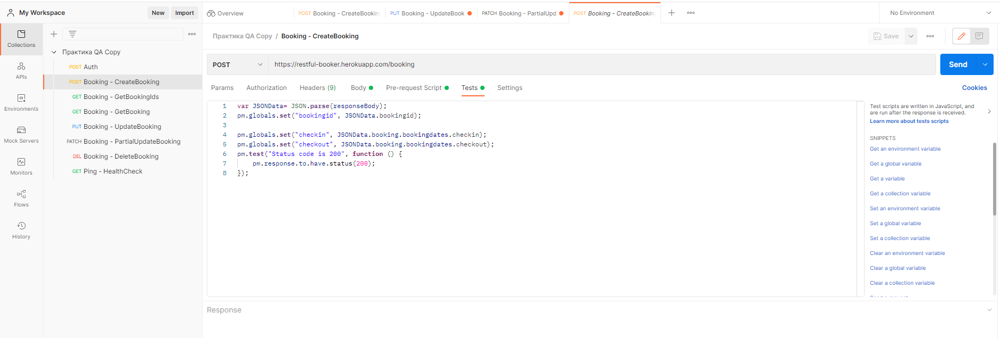 My Workspace
New
Import
Overview
POST Booking - CreateBookin
PUT Booking - UpdateBook
PATCH Booking - PartialUpd
POST Booking - CreateBookin
No Environment
Collections
APIs
Environments
Mock Servers
Monitors
Flows
History
Практика QA Copy
POST Auth
POST Booking - CreateBooking
GET Booking - GetBookingIds
GET Booking - GetBooking
PUT Booking - UpdateBooking
PATCH Booking - PartialUpdateBooking
DEL Booking - DeleteBooking
GET Ping - HealthCheck
Практика QA Copy / Booking - CreateBooking
Save
POST
https://restful-booker.herokuapp.com/booking
Send
Params
Authorization
Headers (9)
Body
Pre-request Script
Tests
Settings
Cookies
1 var JSONData= JSON.parse(responseBody);
2 pm.globals.set("bookingid", JSONData.bookingid);
3
4 pm.globals.set("checkin", JSONData.booking.bookingdates.checkin);
5 pm.globals.set("checkout", JSONData.booking.bookingdates.checkout);
6 pm.test("Status code is 200", function () {
7     pm.response.to.have.status(200);
8 });
Test scripts are written in JavaScript, and
are run after the response is received.
Learn more about tests scripts
SNIPPETS
Get an environment variable
Get a global variable
Get a variable
Get a collection variable
Set an environment variable
Set a global variable
Set a collection variable
Clear an environment variable
Clear a global variable
Clear a collection variable
Response